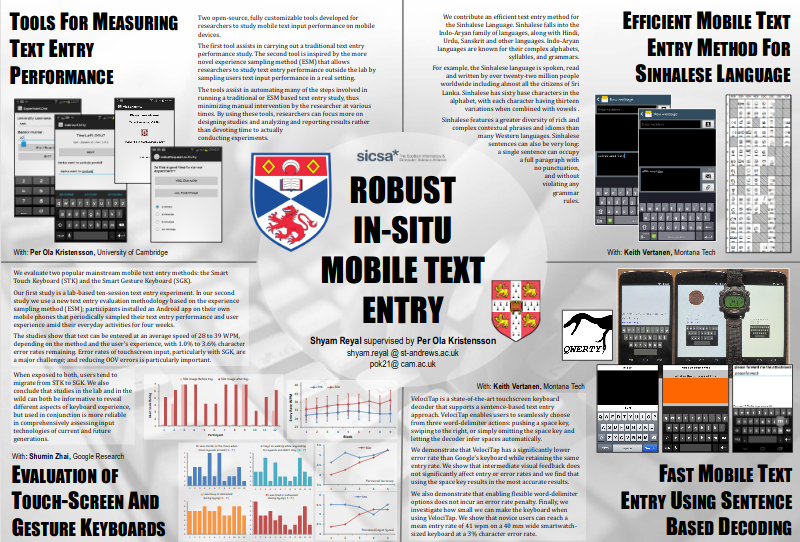 TOOLS FOR MEASURING
TEXT ENTRY
PERFORMANCE
Two open-source, fully customizable tools developed for
researchers to study mobile text input performance on mobile
devices.
The first tool assists in carrying out a traditional text entry
performance study. The second tool is inspired by the more
novel experience sampling method (ESM) that allows
researchers to study text entry performance outside the lab by
sampling users text input performance in a real setting.
The tools assist in automating many of the steps involved in
running a traditional or ESM based text entry study, thus
minimizing manual intervention by the researcher at various
times. By using these tools, researchers can focus more on
designing studies and analyzing and reporting results rather
than devoting time to actually
conducting experiments.
With: Per Ola Kristensson, University of Cambridge
We contribute an efficient text entry method for
the Sinhalese Language. Sinhalese falls into the
Indo-Aryan family of languages, along with Hindi,
Urdu, Sanskrit and other languages. Indo-Aryan
languages are known for their complex alphabets,
syllables, and grammars.
For example, the Sinhalese language is spoken, read
and written by over twenty-two million people
worldwide including almost all the citizens of Sri
Lanka. Sinhalese has sixty base characters in the
alphabet, with each character having thirteen
variations when combined with vowels.
Sinhalese features a greater diversity of rich and
complex contextual phrases and idioms than
many Western languages. Sinhalese
sentences can also be very long:
a single sentence can occupy
a full paragraph with
no punctuation,
and without
violating any
grammar
rules.
EFFICIENT MOBILE TEXT
ENTRY METHOD FOR
SINHALESE LANGUAGE
With: Keith Vertanen, Montana Tech
sicsa*
ROBUST
IN-SITU
MOBILE TEXT
ENTRY
Shyam Reyal supervised by Per Ola Kristensson
shyam.reyal @ st-andrews.ac.uk
pok21@ cam.ac.uk
We evaluate two popular mainstream mobile text entry methods: the Smart
Touch Keyboard (STK) and the Smart Gesture Keyboard (SGK).
Our first study is a lab-based ten-session text entry experiment. In our second
study we use a new text entry evaluation methodology based on the experience
sampling method (ESM); participants installed an Android app on their own
mobile phones that periodically sampled their text entry performance and user
experience amid their everyday activities for four weeks.
The studies show that text can be entered at an average speed of 28 to 39 WPM,
depending on the method and the user's experience, with 1.0% to 3.6% character
error rates remaining. Error rates of touchscreen input, particularly with SGK, are
a major challenge; and reducing OOV errors is particularly important.
When exposed to both, users tend to
migrate from STK to SGK. We also
conclude that studies in the lab and in the
wild can both be informative to reveal
different aspects of keyboard experience,
but used in conjunction is more reliable
in comprehensively assessing input
technologies of current and future
generations.
With: Shumin Zhai, Google Research
EVALUATION OF
TOUCH-SCREEN AND
GESTURE KEYBOARDS
QWERTY
With: Keith Vertanen, Montana Tech
VelociTap is a state-of-the-art touchscreen keyboard
decoder that supports a sentence-based text entry
approach. VelociTap enables users to seamlessly choose
from three word-delimiter actions: pushing a space key,
swiping to the right, or simply omitting the space key and
letting the decoder infer spaces automatically.
We demonstrate that VelociTap has a significantly lower
error rate than Google's keyboard while retaining the same
entry rate. We show that intermediate visual feedback does
not significantly affect entry or error rates and we find that
using the space key results in the most accurate results.
We also demonstrate that enabling flexible word-delimiter
options does not incur an error rate penalty. Finally, we
investigate how small we can make the keyboard when
using VelociTap. We show that novice users can reach a
mean entry rate of 41 wpm on a 40 mm wide smartwatch-
sized keyboard at a 3% character error rate.
FAST MOBILE TEXT
ENTRY USING SENTENCE
BASED DECODING